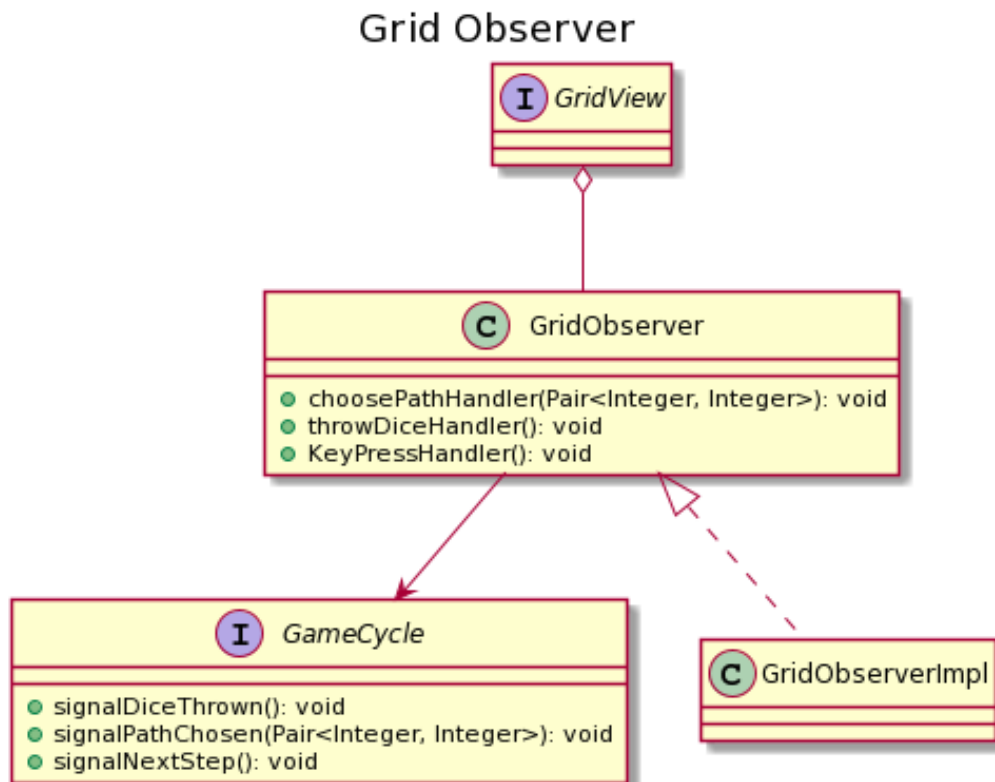 Grid Observer
I GridView
C GridObserver
choosePathHandler(Pair<Integer, Integer>): void
throwDiceHandler(): void
KeyPressHandler(): void
I GameCycle
signalDiceThrown(): void
signalPathChosen(Pair<Integer, Integer>): void
signalNextStep(): void
C GridObserverImpl